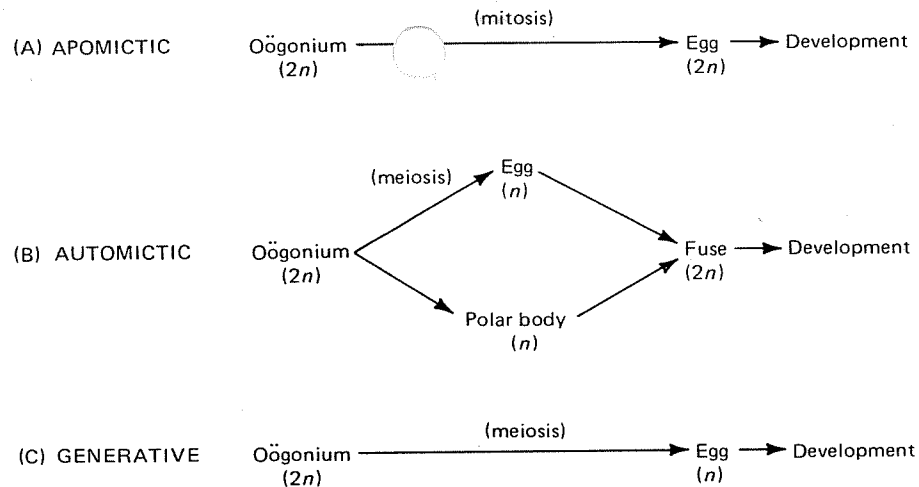 (mitosis)
(A) APOMICTIC Oögonium Egg Development
(2n) (2n)
Egg
(meiosis) (n)
(B) AUTOMICTIC Oögonium Fuse Development
(2n) (2n)
Polar body
(n)
(meiosis)
(C) GENERATIVE Oögonium Egg Development
(2n) (n)